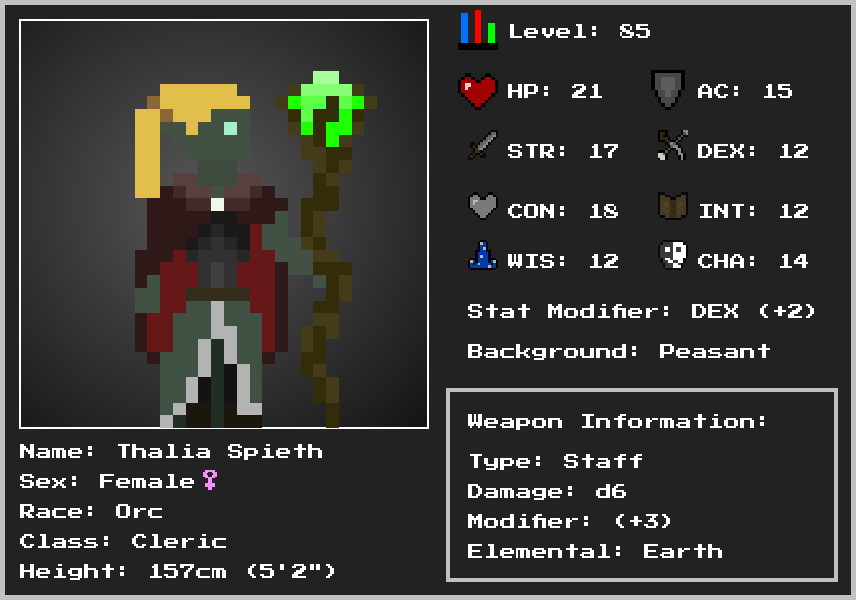 Level: 85
HP: 21
AC: 15
STR: 17
DEX: 12
CON: 18
INT: 12
WIS: 12
CHA: 14
Stat Modifier: DEX (+2)
Background: Peasant
Weapon Information:
Type: Staff
Damage: d6
Modifier: (+3)
Elemental: Earth
Name: Thalia Spieth
Sex: Female♀
Race: Orc
Class: Cleric
Height: 157cm (5'2")